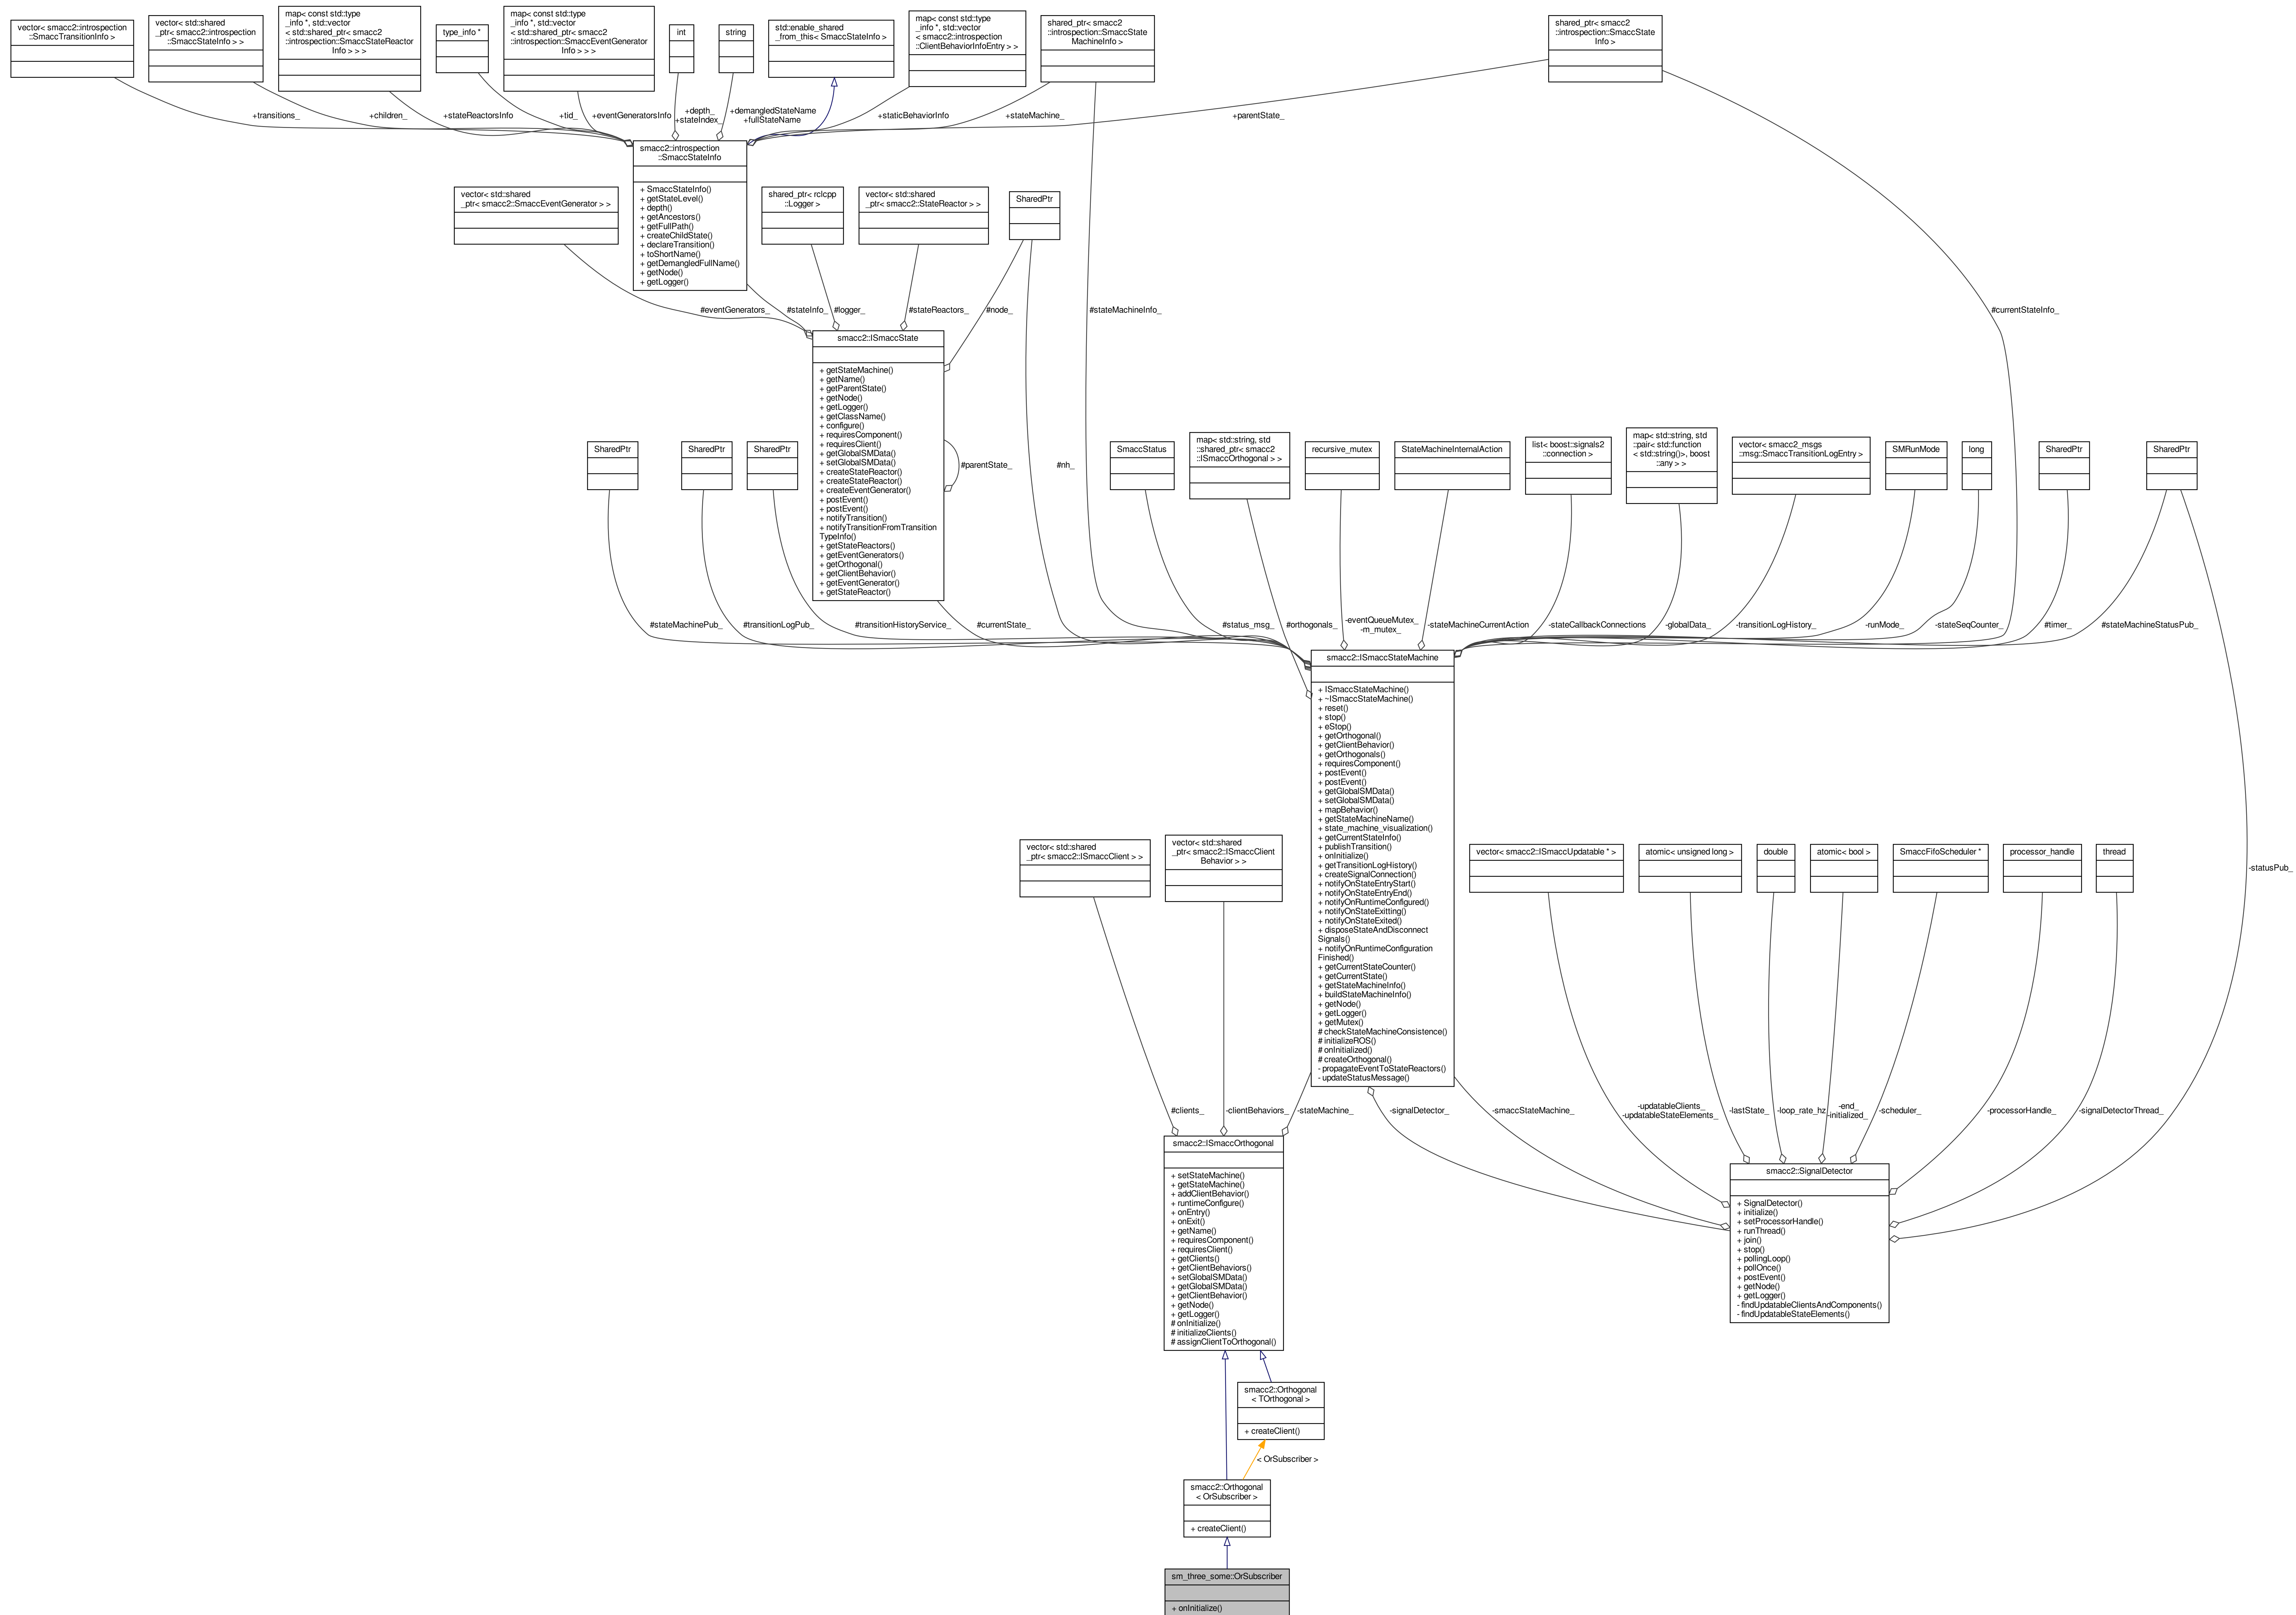 vector< smacc2::introspection
::SmaccTransitionInfo >
vector< std::shared
_ptr< smacc2::introspection
::SmaccStateInfo > >
map< const std::type
_info *, std::vector
< std::shared_ptr< smacc2
::introspection::SmaccStateReactor
Info > > >
type_info *
map< const std::type
_info *, std::vector
< std::shared_ptr< smacc2
::introspection::SmaccEventGenerator
Info > > >
int
string
std::enable_shared
_from_this< SmaccStateInfo >
map< const std::type
_info *, std::vector
< smacc2::introspection
::ClientBehaviorInfoEntry > >
shared_ptr< smacc2
::introspection::SmaccState
MachineInfo >
shared_ptr< smacc2
::introspection::SmaccState
Info >
+transitions_
+children_
+stateReactorsInfo
+tid_
+eventGeneratorsInfo
+depth_
+stateIndex_
+demangledStateName
+fullStateName
+staticBehaviorInfo
+stateMachine_
+parentState_
smacc2::introspection
::SmaccStateInfo
+ SmaccStateInfo()
+ getStateLevel()
+ depth()
+ getAncestors()
+ getFullPath()
+ createChildState()
+ declareTransition()
+ toShortName()
+ getDemangledFullName()
+ getNode()
+ getLogger()
vector< std::shared
_ptr< smacc2::SmaccEventGenerator > >
shared_ptr< rclcpp
::Logger >
vector< std::shared
_ptr< smacc2::StateReactor > >
SharedPtr
#eventGenerators_
#stateInfo_
#logger_
#stateReactors_
#node_
#stateMachineInfo_
#currentStateInfo_
smacc2::ISmaccState
+ getStateMachine()
+ getName()
+ getParentState()
+ getNode()
+ getLogger()
+ getClassName()
+ configure()
+ requiresComponent()
+ requiresClient()
+ getGlobalSMData()
+ setGlobalSMData()
+ createStateReactor()
+ createStateReactor()
+ createEventGenerator()
+ postEvent()
+ postEvent()
+ notifyTransition()
+ notifyTransitionFromTransition
TypeInfo()
+ getStateReactors()
+ getEventGenerators()
+ getOrthogonal()
+ getClientBehavior()
+ getEventGenerator()
+ getStateReactor()
#parentState_
#nh_
SharedPtr
SharedPtr
SharedPtr
SmaccStatus
map< std::string, std
::shared_ptr< smacc2
::ISmaccOrthogonal > >
recursive_mutex
StateMachineInternalAction
list< boost::signals2
::connection >
map< std::string, std
::pair< std::function
< std::string()>, boost
::any > >
vector< smacc2_msgs
::msg::SmaccTransitionLogEntry >
SMRunMode
long
SharedPtr
SharedPtr
#stateMachinePub_
#transitionLogPub_
#transitionHistoryService_
#currentState_
#status_msg_
#orthogonals_
-eventQueueMutex_
-m_mutex_
-stateMachineCurrentAction
-stateCallbackConnections
-globalData_
-transitionLogHistory_
-runMode_
-stateSeqCounter_
#timer_
#stateMachineStatusPub_
smacc2::ISmaccStateMachine
+ ISmaccStateMachine()
+ ~ISmaccStateMachine()
+ reset()
+ stop()
+ eStop()
+ getOrthogonal()
+ getClientBehavior()
+ getOrthogonals()
+ requiresComponent()
+ postEvent()
+ postEvent()
+ getGlobalSMData()
+ setGlobalSMData()
+ mapBehavior()
+ getStateMachineName()
+ state_machine_visualization()
+ getCurrentStateInfo()
+ publishTransition()
+ onInitialize()
+ getTransitionLogHistory()
+ createSignalConnection()
+ notifyOnStateEntryStart()
+ notifyOnStateEntryEnd()
+ notifyOnRuntimeConfigured()
+ notifyOnStateExitting()
+ notifyOnStateExited()
+ disposeStateAndDisconnect
Signals()
+ notifyOnRuntimeConfiguration
Finished()
+ getCurrentStateCounter()
+ getCurrentState()
+ getStateMachineInfo()
+ buildStateMachineInfo()
+ getNode()
+ getLogger()
+ getMutex()
# checkStateMachineConsistence()
# initializeROS()
# onInitialized()
# createOrthogonal()
- propagateEventToStateReactors()
- updateStatusMessage()
vector< std::shared
_ptr< smacc2::ISmaccClient > >
vector< std::shared
_ptr< smacc2::ISmaccClient
Behavior > >
vector< smacc2::ISmaccUpdatable * >
atomic< unsigned long >
double
atomic< bool >
SmaccFifoScheduler *
processor_handle
thread
-statusPub_
#clients_
-clientBehaviors_
-stateMachine_
-signalDetector_
-smaccStateMachine_
-updatableClients_
-updatableStateElements_
-lastState_
-loop_rate_hz
-end_
-initialized_
-scheduler_
-processorHandle_
-signalDetectorThread_
smacc2::ISmaccOrthogonal
+ setStateMachine()
+ getStateMachine()
+ addClientBehavior()
+ runtimeConfigure()
+ onEntry()
+ onExit()
+ getName()
+ requiresComponent()
+ requiresClient()
+ getClients()
+ getClientBehaviors()
+ setGlobalSMData()
+ getGlobalSMData()
+ getClientBehavior()
+ getNode()
+ getLogger()
# onInitialize()
# initializeClients()
# assignClientToOrthogonal()
smacc2::SignalDetector
+ SignalDetector()
+ initialize()
+ setProcessorHandle()
+ runThread()
+ join()
+ stop()
+ pollingLoop()
+ pollOnce()
+ postEvent()
+ getNode()
+ getLogger()
- findUpdatableClientsAndComponents()
- findUpdatableStateElements()
smacc2::Orthogonal
< TOrthogonal >
+ createClient()
< OrSubscriber >
smacc2::Orthogonal
< OrSubscriber >
+ createClient()
sm_three_some::OrSubscriber
+ onInitialize()